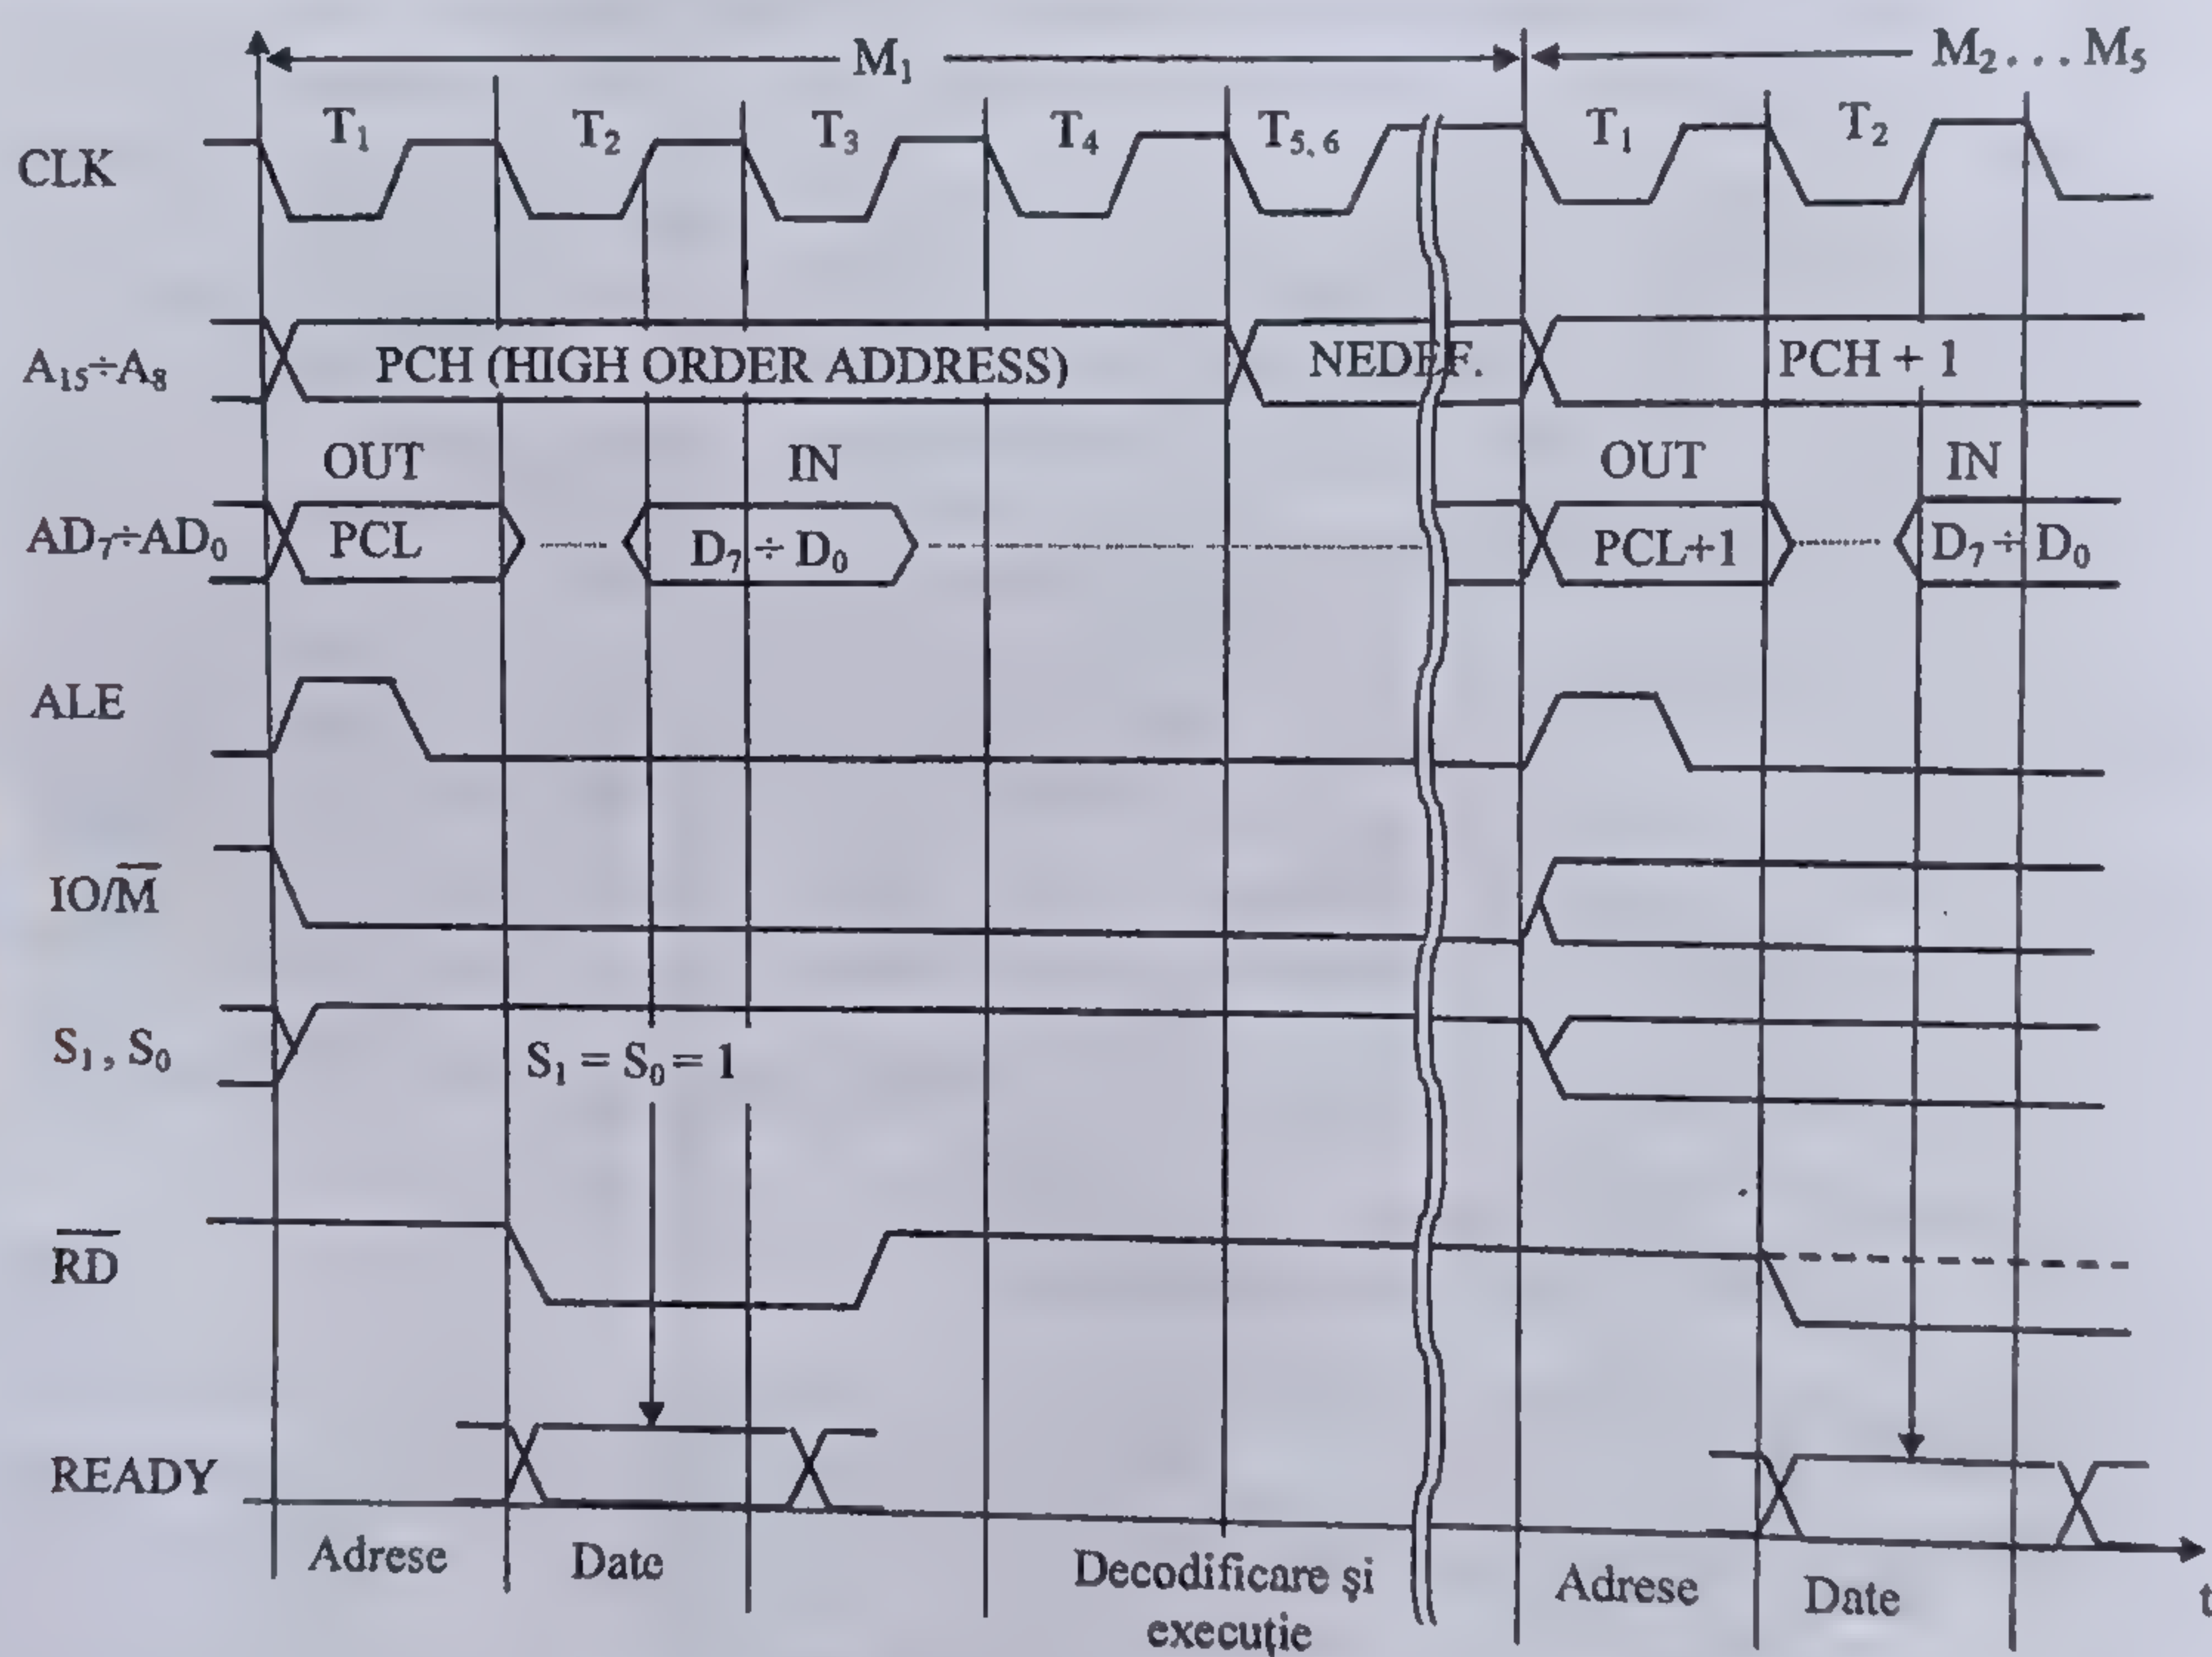 M₁ M₂ . . . M₅
T₁ T₂ T₃ T₄ T₅,₆ T₁ T₂
CLK
A₁₅÷A₈ PCH (HIGH ORDER ADDRESS) NEDEF. PCH + 1
OUT IN OUT IN
AD₇÷AD₀ PCL D₇ ÷ D₀ PCL+1 D₇ ÷ D₀
ALE
IO/M̅
S₁ , S₀ S₁ = S₀ = 1
R̅D̅
READY
Adrese Date Decodificare şi Adrese Date t
execuţie